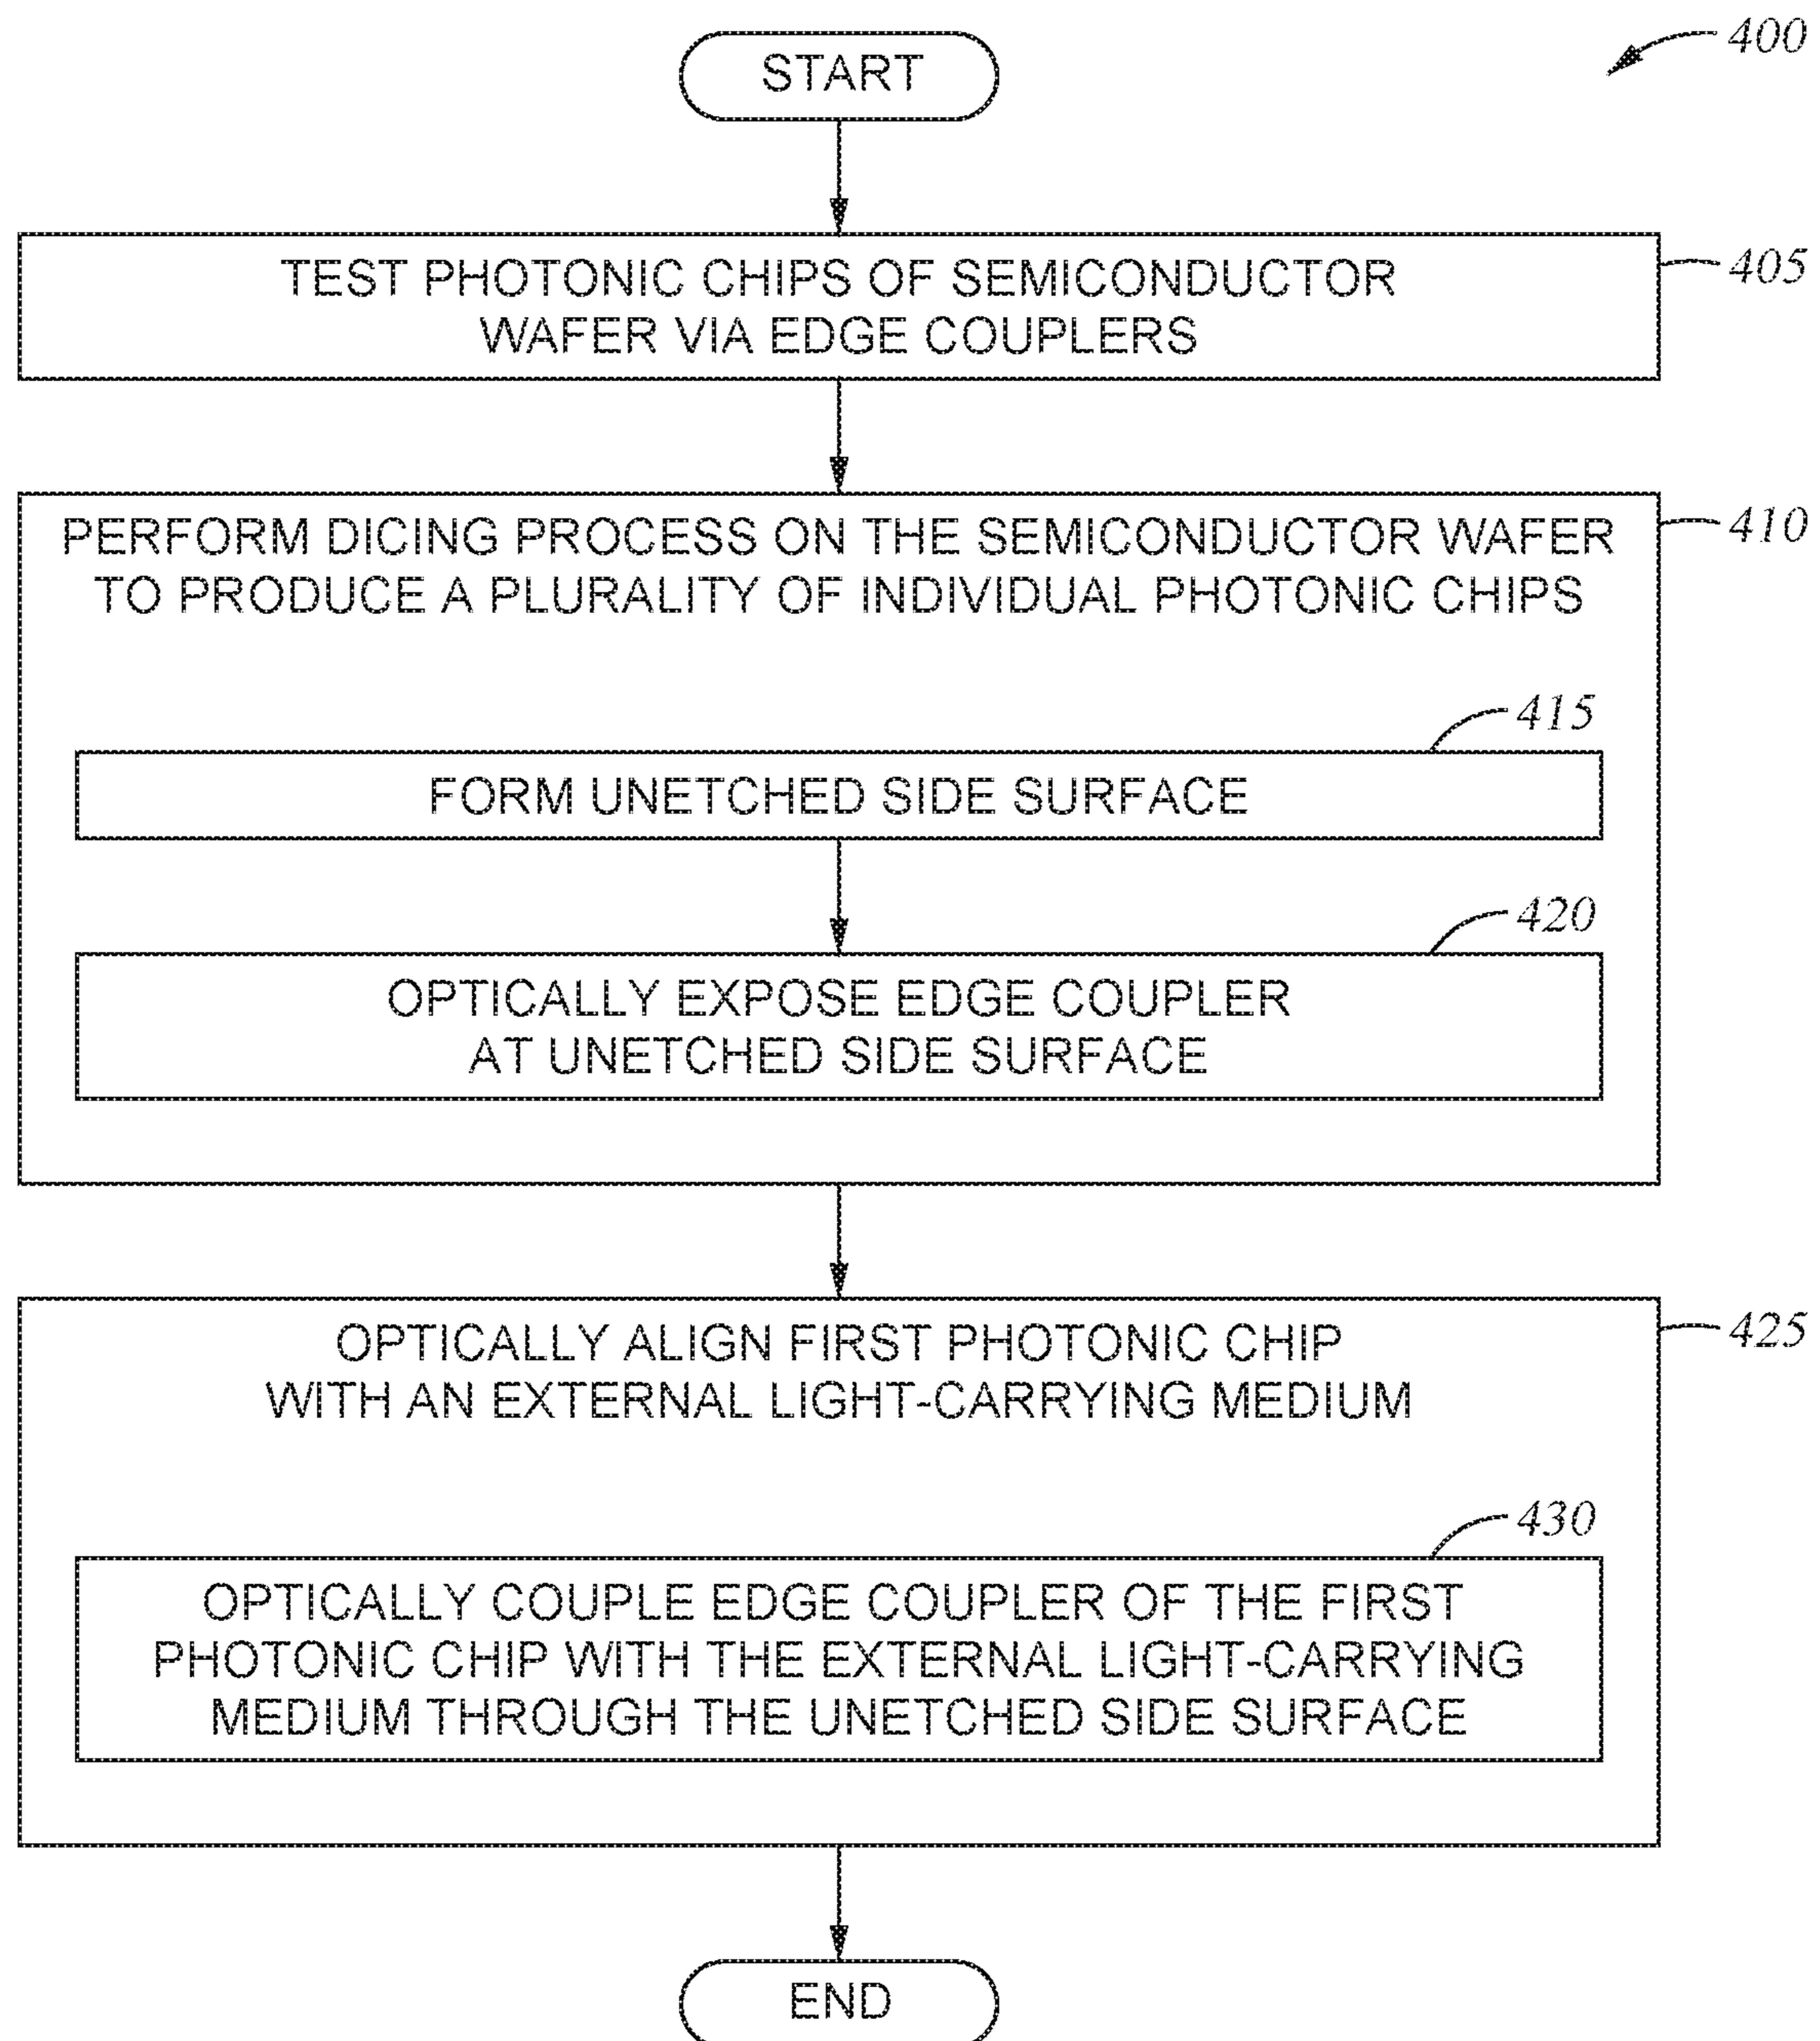 400
START
TEST PHOTONIC CHIPS OF SEMICONDUCTOR
WAFER VIA EDGE COUPLERS
405
PERFORM DICING PROCESS ON THE SEMICONDUCTOR WAFER
TO PRODUCE A PLURALITY OF INDIVIDUAL PHOTONIC CHIPS
410
415
FORM UNETCHED SIDE SURFACE
420
OPTICALLY EXPOSE EDGE COUPLER
AT UNETCHED SIDE SURFACE
OPTICALLY ALIGN FIRST PHOTONIC CHIP
WITH AN EXTERNAL LIGHT-CARRYING MEDIUM
425
430
OPTICALLY COUPLE EDGE COUPLER OF THE FIRST
PHOTONIC CHIP WITH THE EXTERNAL LIGHT-CARRYING
MEDIUM THROUGH THE UNETCHED SIDE SURFACE
END